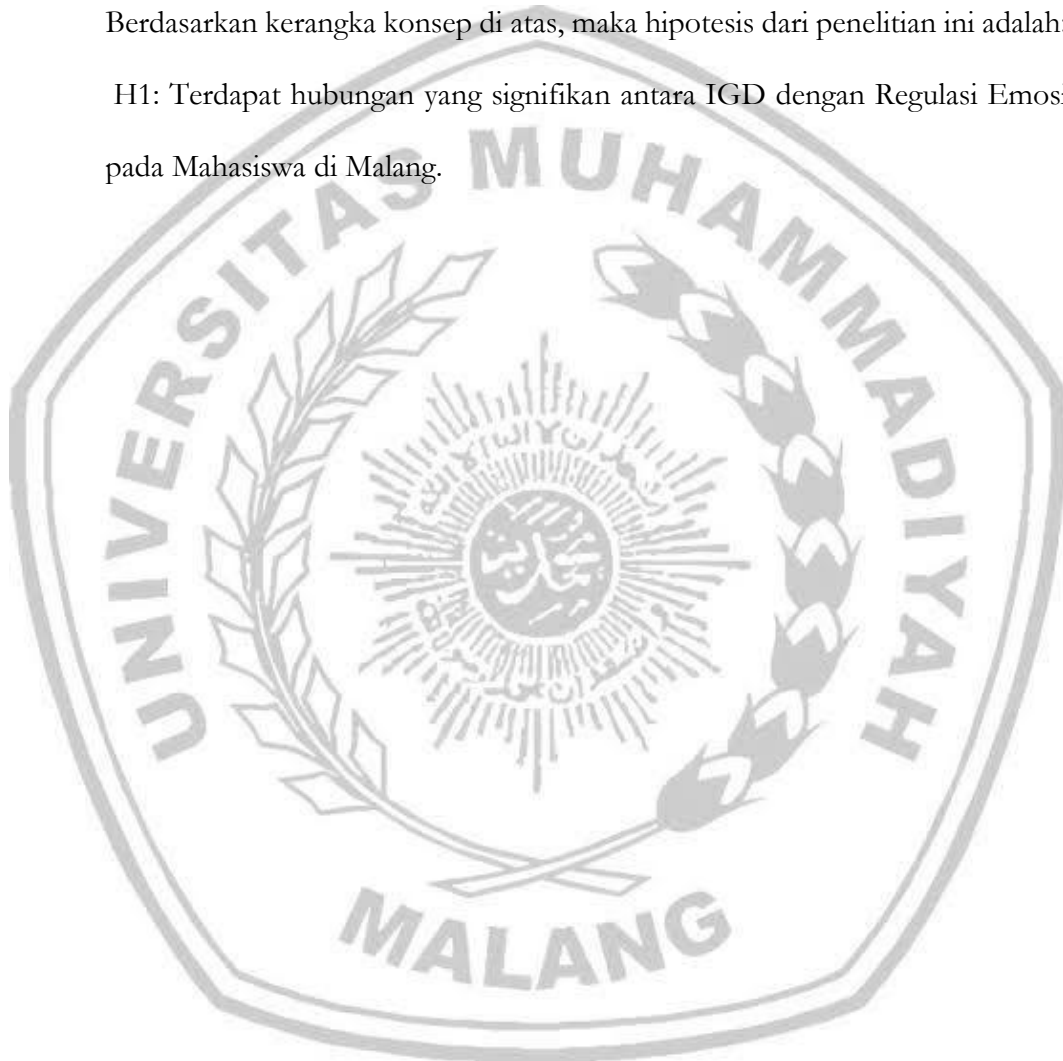 Berdasarkan kerangka konsep di atas, maka hipotesis dari penelitian ini adalah:
H1: Terdapat hubungan yang signifikan antara IGD dengan Regulasi Emosi
pada Mahasiswa di Malang.
UNIVERSITAS MUHAMMADIYAH
MALANG